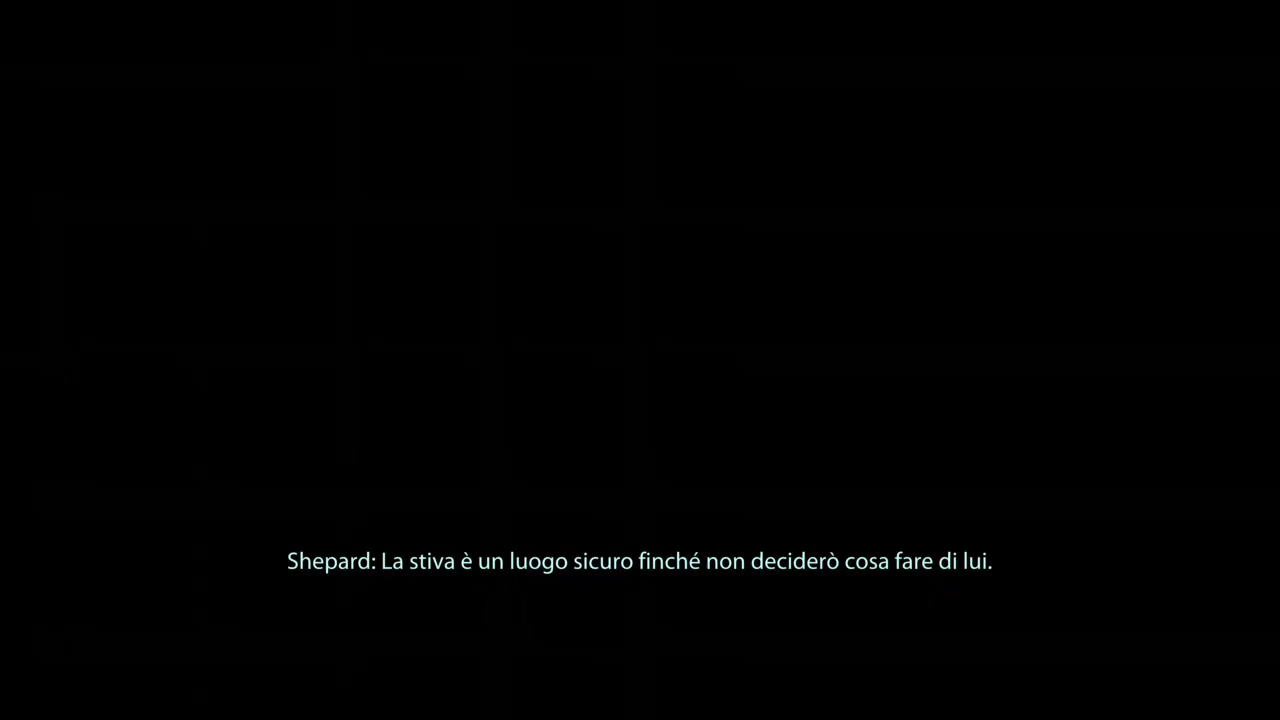 Shepard: La stiva è un luogo sicuro finché non deciderò cosa fare di lui.